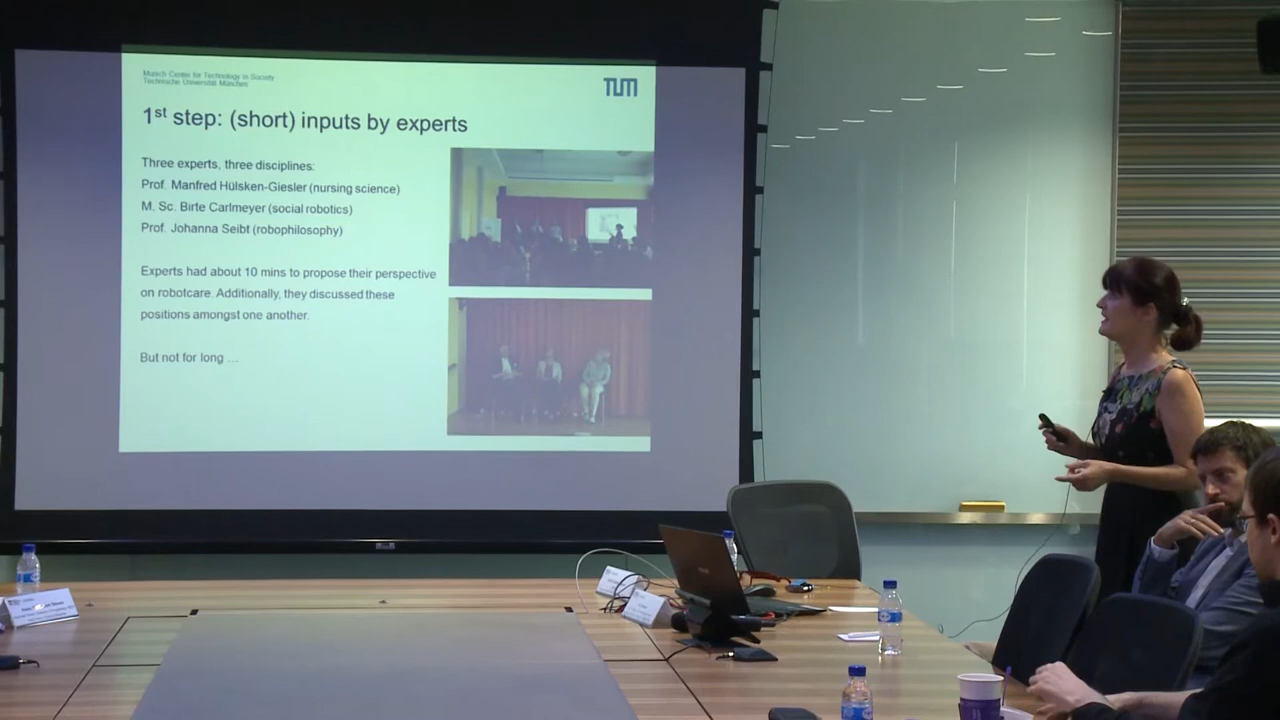 Munich Center for Technology in Society
Technische Universität München
TUM
1st step: (short) inputs by experts
Three experts, three disciplines:
Prof. Manfred Hülsken-Giesler (nursing science)
M. Sc. Birte Carlmeyer (social robotics)
Prof. Johanna Seibt (robophilosophy)
Experts had about 10 mins to propose their perspective
on robotcare. Additionally, they discussed these
positions amongst one another.
But not for long ...